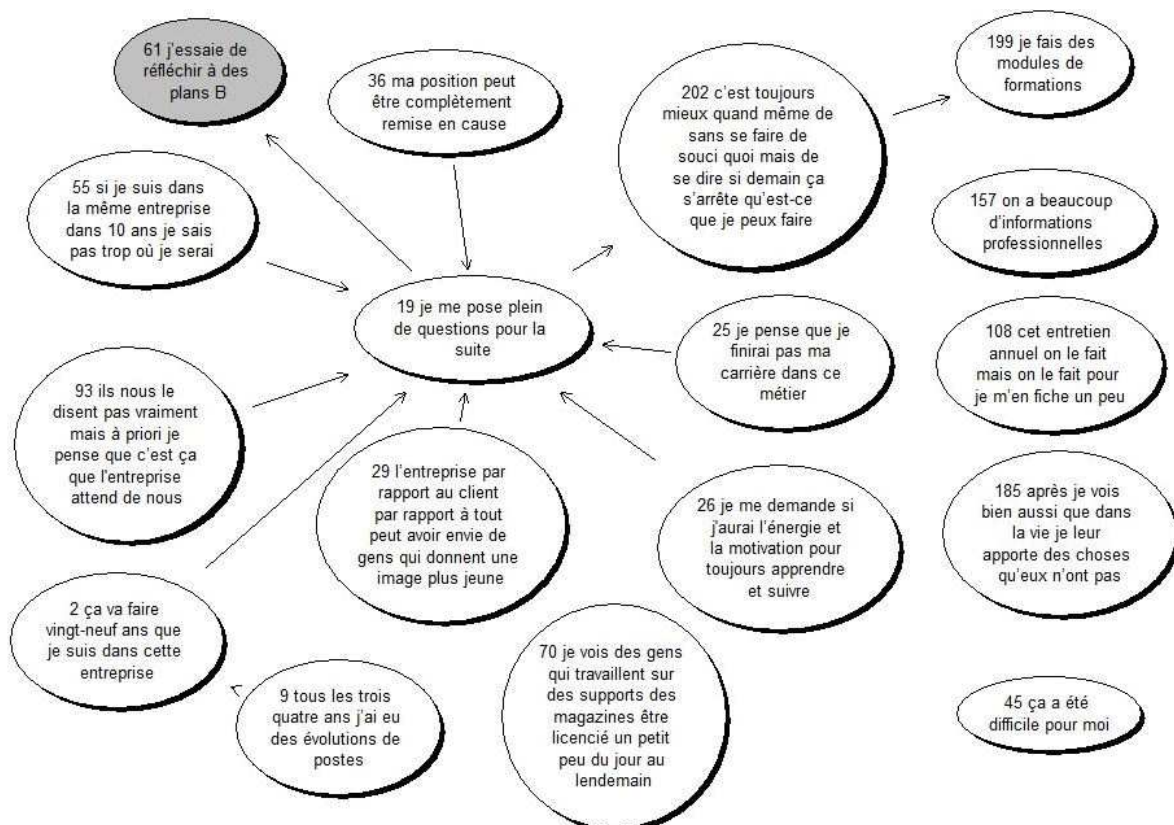 61 j'essaie de
réfléchir à des
plans B
36 ma position peut
être complètement
remise en cause
202 c'est toujours
mieux quand même de
sans se faire de
souci quoi mais de
se dire si demain ça
s'arrête qu'est-ce
que je peux faire
199 je fais des
modules de
formations
55 si je suis dans
la même entreprise
dans 10 ans je sais
pas trop où je serai
157 on a beaucoup
d'informations
professionnelles
19 je me pose plein
de questions pour la
suite
25 je pense que je
finirai pas ma
carrière dans ce
métier
108 cet entretien
annuel on le fait
mais on le fait pour
je m'en fiche un peu
93 ils nous le
disent pas vraiment
mais à priori je
pense que c'est ça
que l'entreprise
attend de nous
29 l'entreprise par
rapport au client
par rapport à tout
peut avoir envie de
gens qui donnent une
image plus jeune
26 je me demande si
j'aurai l'énergie et
la motivation pour
toujours apprendre
et suivre
185 après je vois
bien aussi que dans
la vie je leur
apporte des choses
qu'eux n'ont pas
2 ça va faire
vingt-neuf ans que
je suis dans cette
entreprise
9 tous les trois
quatre ans j'ai eu
des évolutions de
postes
70 je vois des gens
qui travaillent sur
des supports des
magazines être
licencié un petit
peu du jour au
lendemain
45 ça a été
difficile pour moi